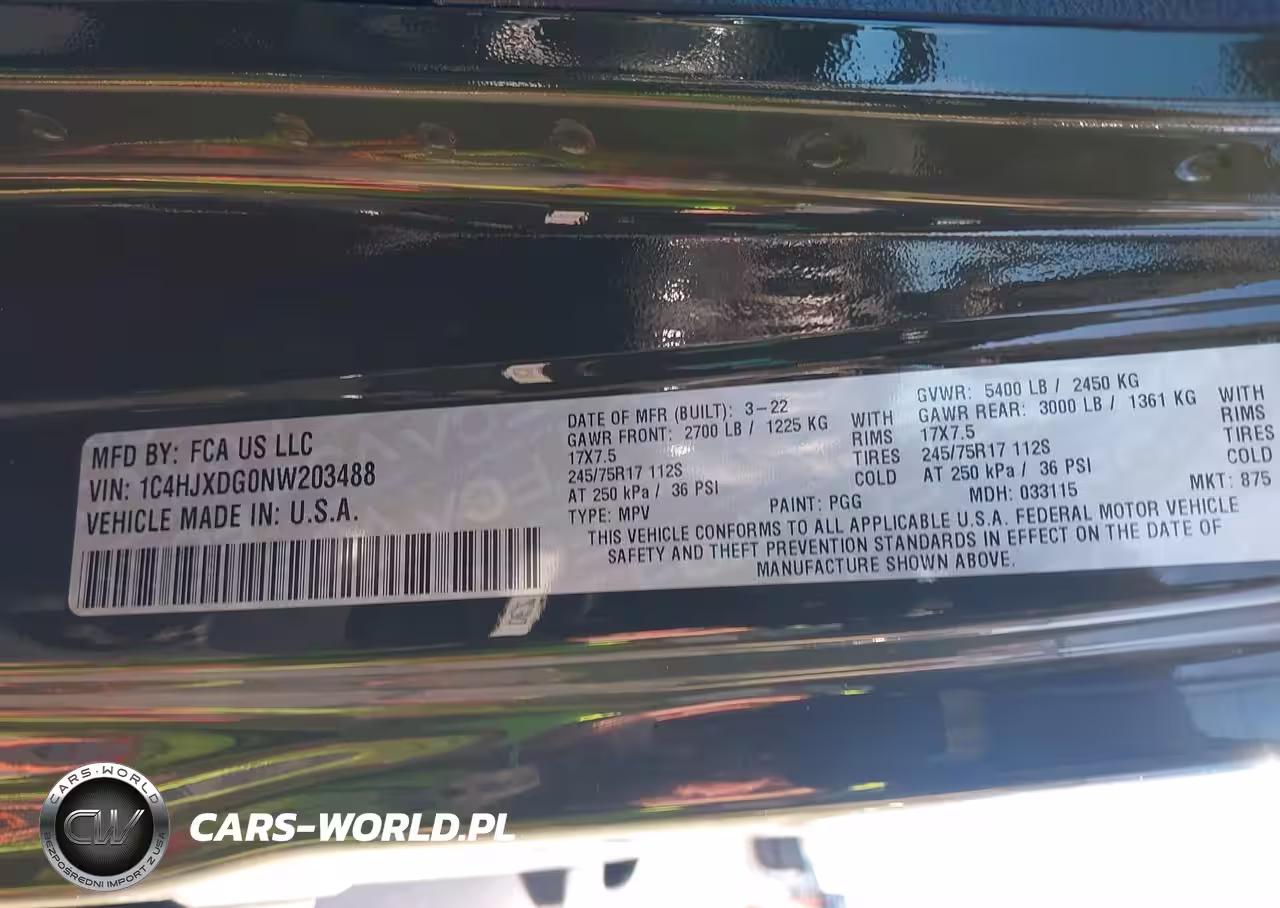 MFD BY: FCA US LLC
VIN: 1C4HJXDG0NW203488
VEHICLE MADE IN: U.S.A.
DATE OF MFR (BUILT): 3-22
GAWR FRONT: 2700 LB / 1225 KG WITH
17X7.5 RIMS
245/75R17 112S TIRES
AT 250 kPa / 36 PSI COLD
TYPE: MPV PAINT: PGG
GVWR: 5400 LB / 2450 KG
GAWR REAR: 3000 LB / 1361 KG WITH
17X7.5 RIMS
245/75R17 112S TIRES
AT 250 kPa / 36 PSI COLD
MDH: 033115 MKT: 875
THIS VEHICLE CONFORMS TO ALL APPLICABLE U.S.A. FEDERAL MOTOR VEHICLE
SAFETY AND THEFT PREVENTION STANDARDS IN EFFECT ON THE DATE OF
MANUFACTURE SHOWN ABOVE.
CARS-WORLD
CW
BEZPOŚREDNI IMPORT Z USA
CARS-WORLD.PL